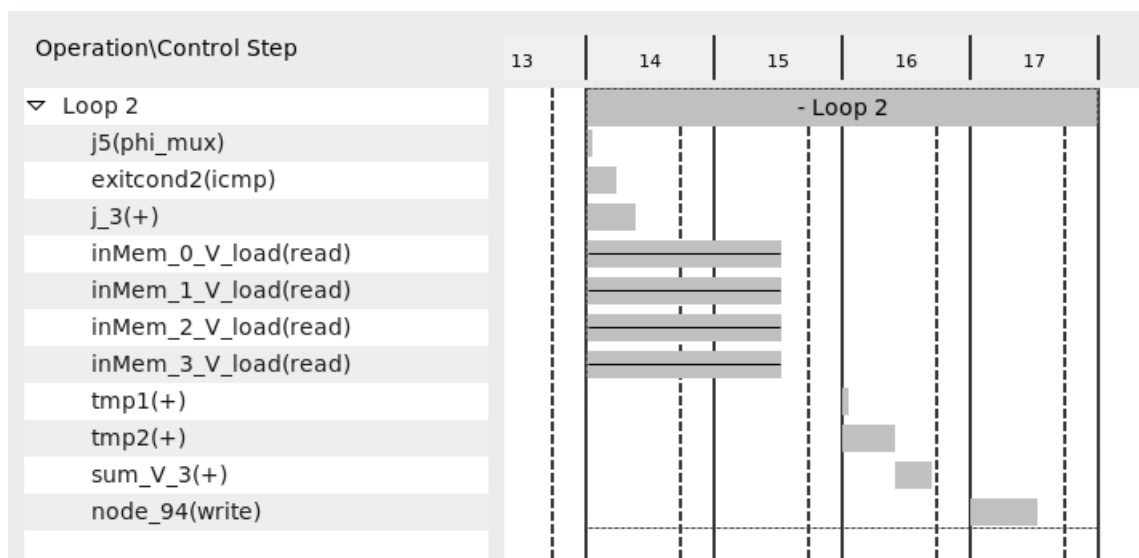 Operation\Control Step
13 14 15 16 17
Loop 2
- Loop 2
j5(phi_mux)
exitcond2(icmp)
j_3(+)
inMem_0_V_load(read)
inMem_1_V_load(read)
inMem_2_V_load(read)
inMem_3_V_load(read)
tmp1(+)
tmp2(+)
sum_V_3(+)
node_94(write)